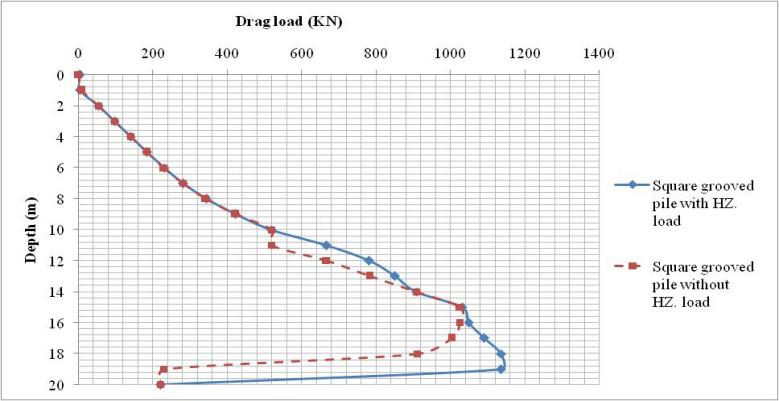 Drag load (KN)
0 200 400 600 800 1000 1200 1400
0
2
4
6
8
10
12
14
16
18
20
Depth (m)
Square grooved
pile with HZ.
load
Square grooved
pile without
HZ. load